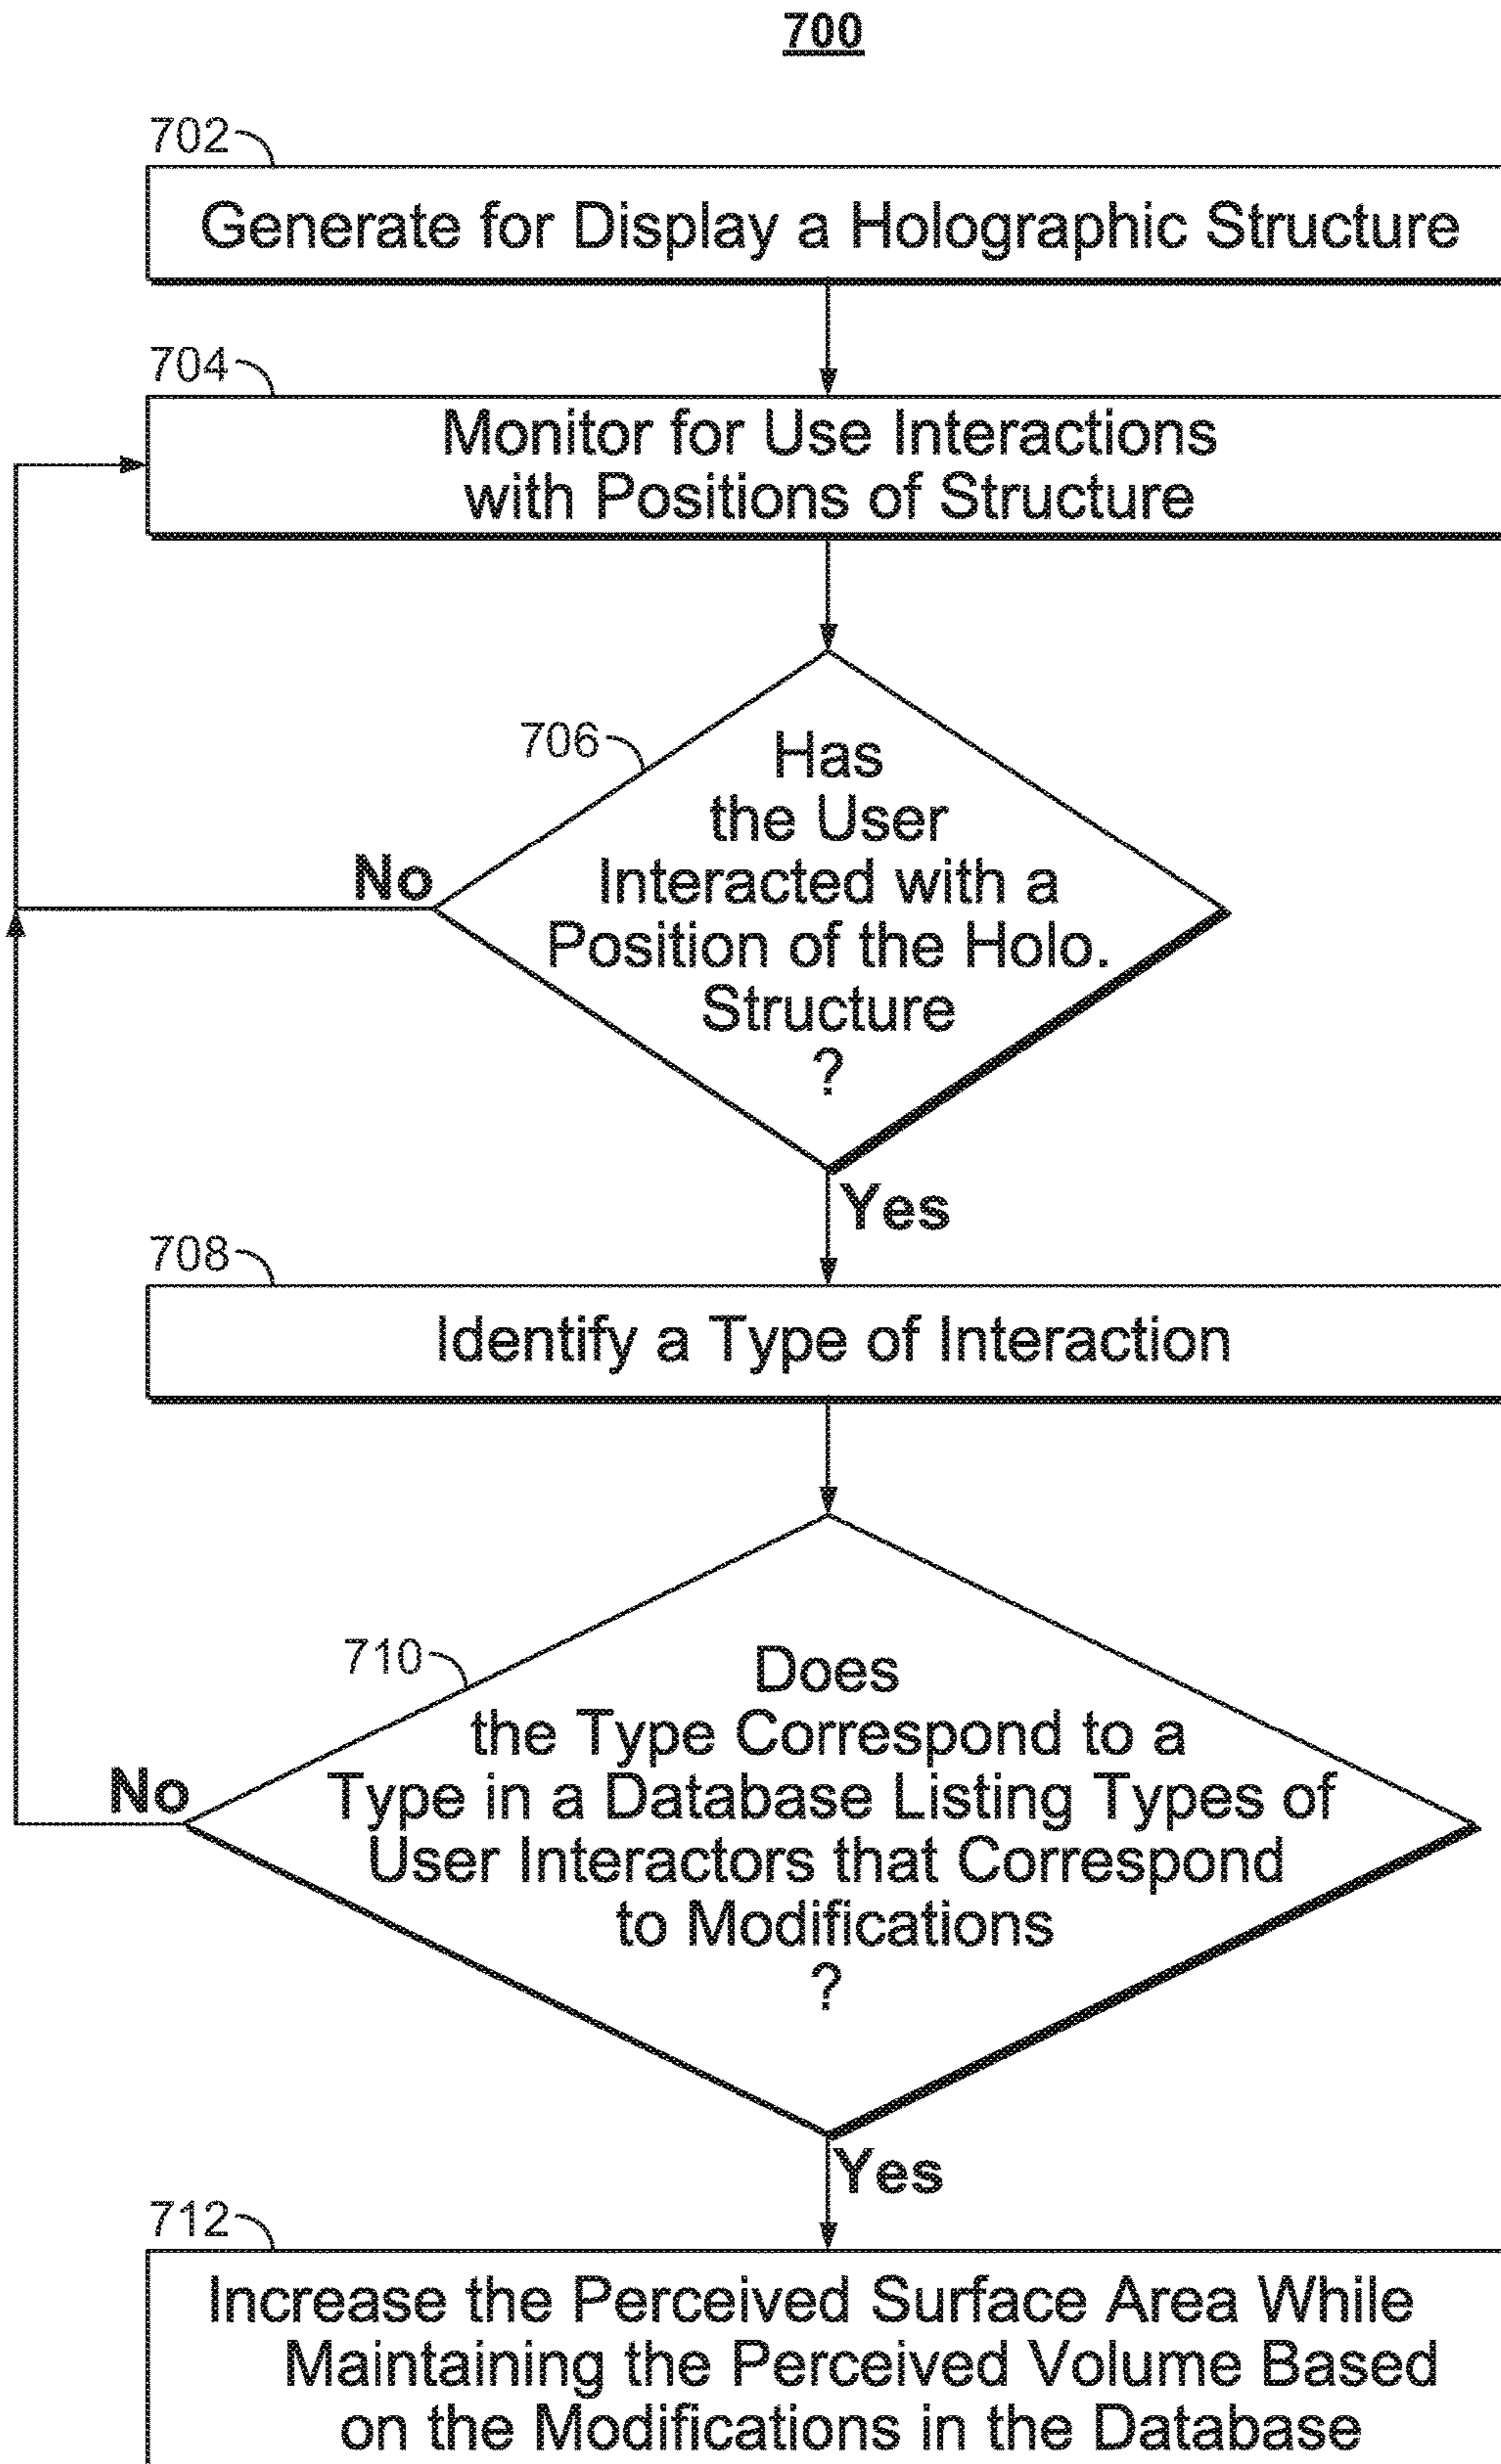 700
702
Generate for Display a Holographic Structure
704
Monitor for Use Interactions
with Positions of Structure
706
Has
the User
Interacted with a
Position of the Holo.
Structure
?
No
Yes
708
Identify a Type of Interaction
710
Does
the Type Correspond to a
Type in a Database Listing Types of
User Interactors that Correspond
to Modifications
?
No
Yes
712
Increase the Perceived Surface Area While
Maintaining the Perceived Volume Based
on the Modifications in the Database